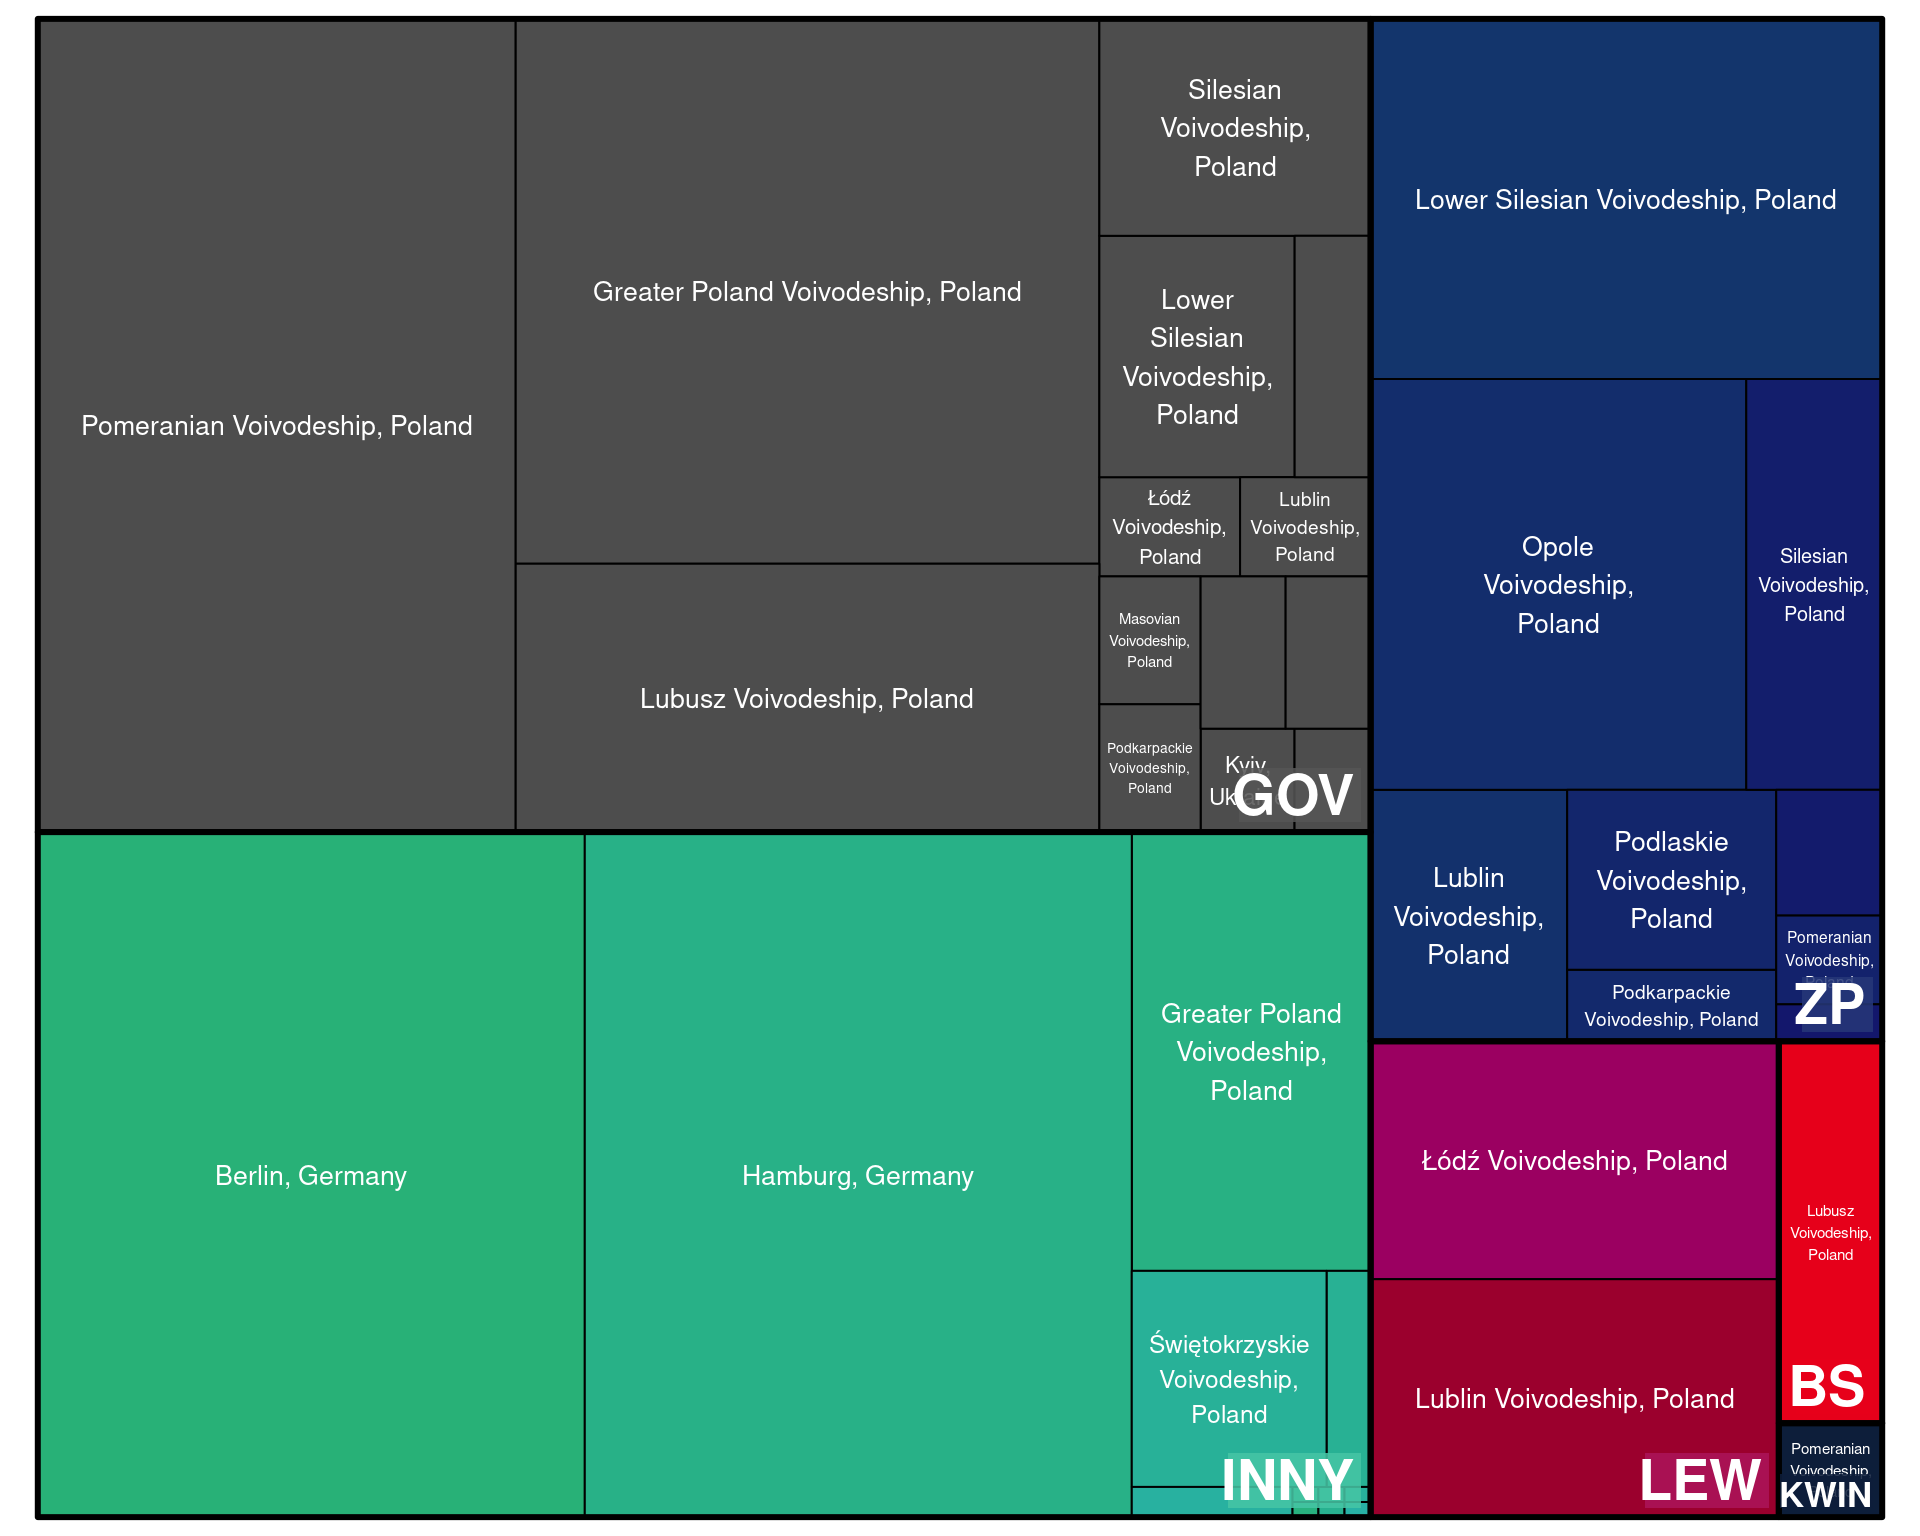 Pomeranian Voivodeship, Poland
Greater Poland Voivodeship, Poland
Lubusz Voivodeship, Poland
Silesian
Voivodeship,
Poland
Lower
Silesian
Voivodeship,
Poland
Łódź
Voivodeship,
Poland
Lublin
Voivodeship,
Poland
Masovian
Voivodeship,
Poland
Podkarpackie
Voivodeship,
Poland
Kyiv,
GOV
Lower Silesian Voivodeship, Poland
Opole
Voivodeship,
Poland
Silesian
Voivodeship,
Poland
Lublin
Voivodeship,
Poland
Podlaskie
Voivodeship,
Poland
Podkarpackie
Voivodeship, Poland
Pomeranian
Voivodeship,
Poland
ZP
Berlin, Germany
Hamburg, Germany
Greater Poland
Voivodeship,
Poland
Świętokrzyskie
Voivodeship,
Poland
INNY
Łódź Voivodeship, Poland
Lublin Voivodeship, Poland
LEW
Lubusz
Voivodeship,
Poland
BS
Pomeranian
Voivodeship,
KWIN